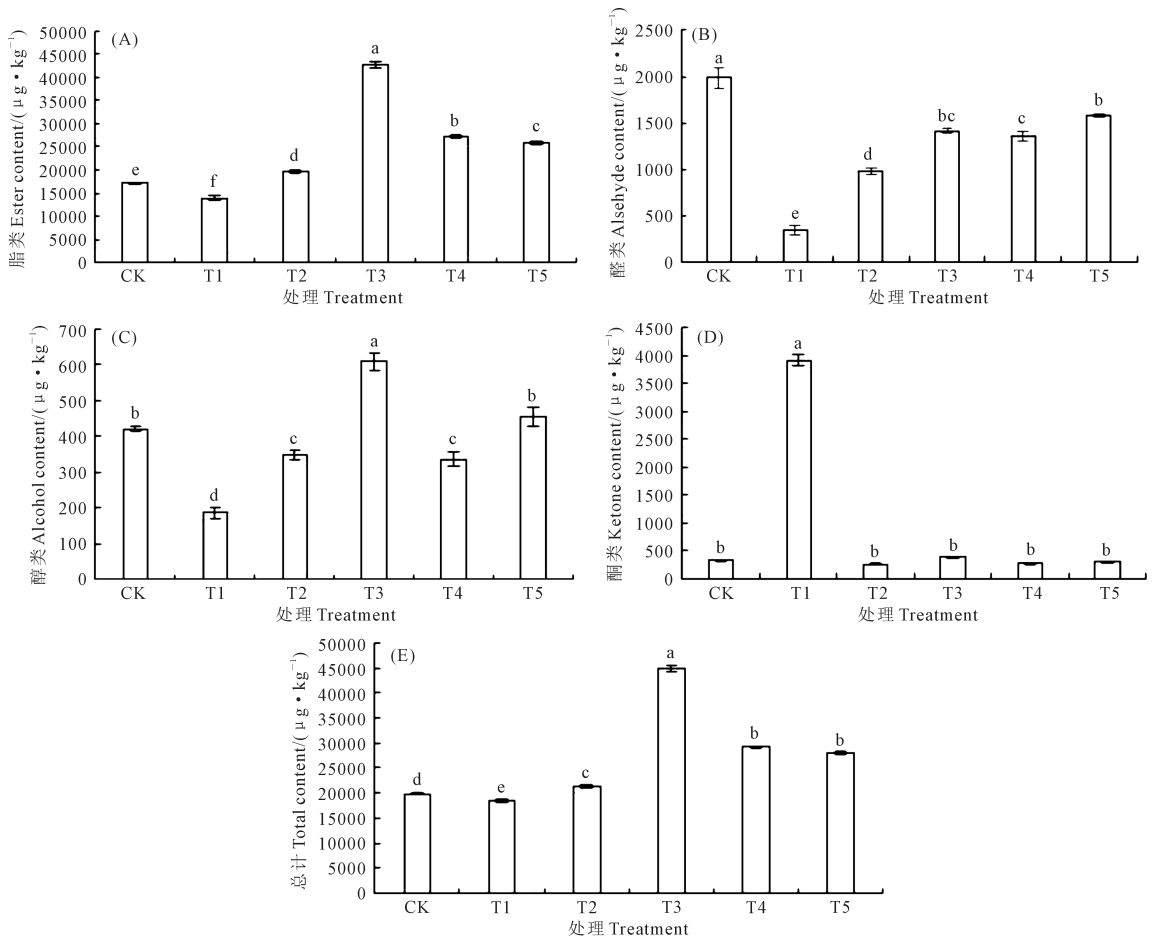 (A)
脂类 Ester content/(μg·kg⁻¹)
50000
45000
40000
35000
30000
25000
20000
15000
10000
5000
0
e
f
d
a
b
c
CK T1 T2 T3 T4 T5
处理 Treatment
(B)
醛类 Alsehyde content/(μg·kg⁻¹)
2500
2000
1500
1000
500
0
a
e
d
bc
c
b
CK T1 T2 T3 T4 T5
处理 Treatment
(C)
醇类 Alcohol content/(μg·kg⁻¹)
700
600
500
400
300
200
100
0
b
d
c
a
c
b
CK T1 T2 T3 T4 T5
处理 Treatment
(D)
酮类 Ketone content/(μg·kg⁻¹)
4500
4000
3500
3000
2500
2000
1500
1000
500
0
b
a
b
b
b
b
CK T1 T2 T3 T4 T5
处理 Treatment
(E)
总计 Total content/(μg·kg⁻¹)
50000
45000
40000
35000
30000
25000
20000
15000
10000
5000
0
d
e
c
a
b
b
CK T1 T2 T3 T4 T5
处理 Treatment